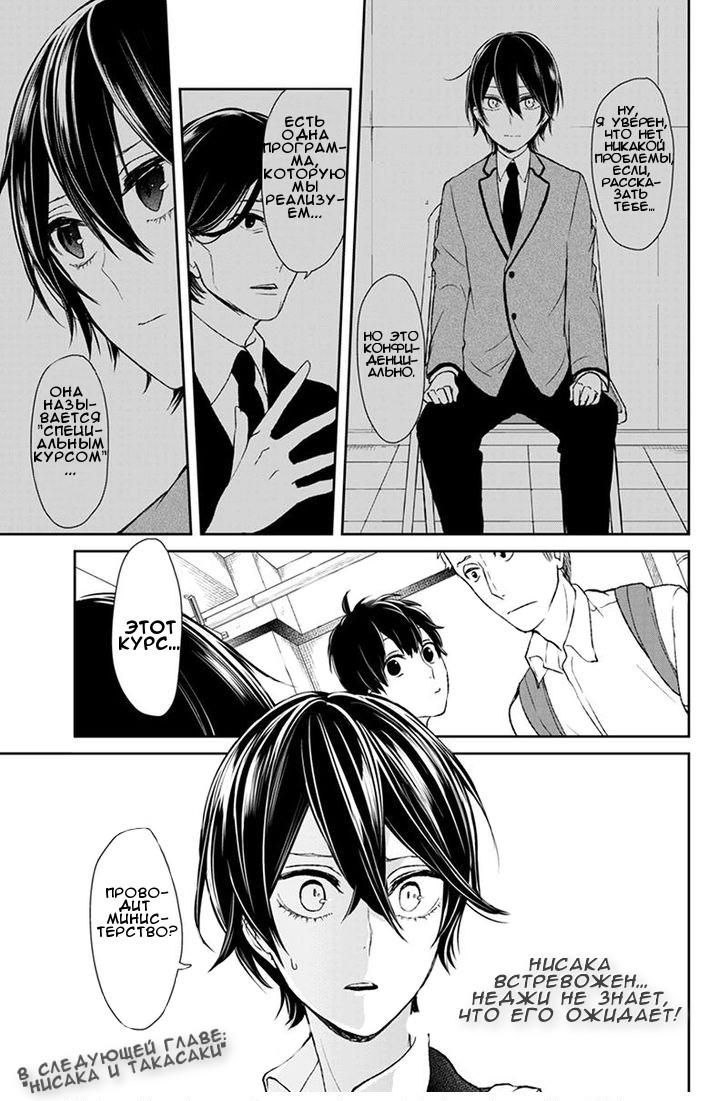 НУ,
Я УВЕРЕН,
ЧТО НЕТ
НИКАКОЙ
ПРОБЛЕМЫ,
ЕСЛИ,
РАССКА-
ЗАТЬ
ТЕБЕ...
НО ЭТО
КОНФИ-
ДЕНЦИ-
АЛЬНО.
ЕСТЬ
ОДНА
ПРОГРАМ-
МА,
КОТОРУЮ
МЫ
РЕАЛИЗУ-
ЕМ...
ОНА
НАЗЫ-
ВАЕТСЯ
"СПЕЦИ-
АЛЬНЫМ
КУРСОМ"
...
ЭТОТ
КУРС...
ПРОВО-
ДИТ
МИНИС-
ТЕРСТВО?
НИСАКА
ВСТРЕВОЖЕН...
НЕДЖИ НЕ ЗНАЕТ,
ЧТО ЕГО ОЖИДАЕТ!
В СЛЕДУЮЩЕЙ ГЛАВЕ:
"НИСАКА И ТАКАСАКИ"